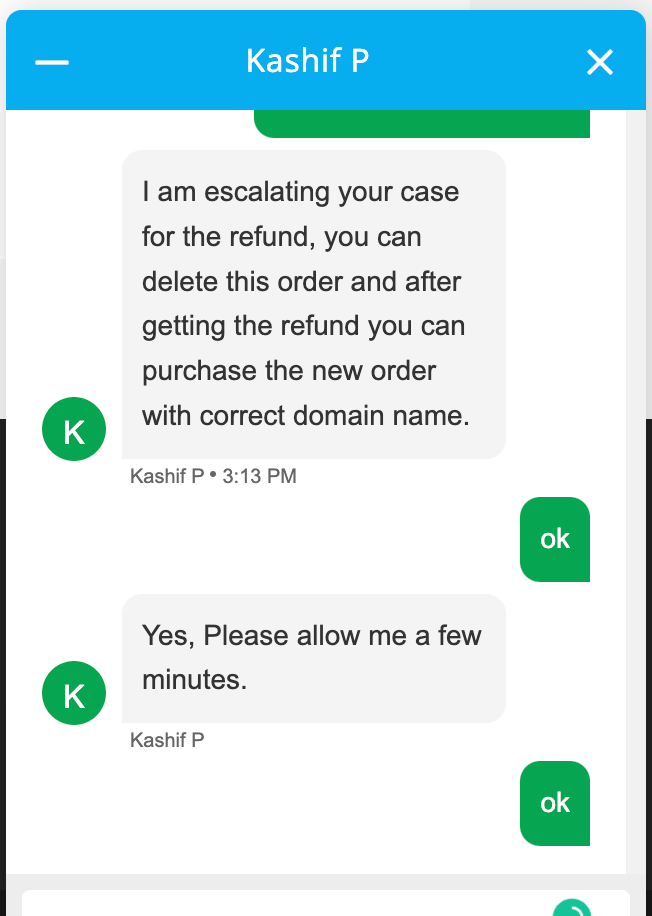 Kashif P
I am escalating your case
for the refund, you can
delete this order and after
getting the refund you can
purchase the new order
with correct domain name.
K
Kashif P • 3:13 PM
ok
Yes, Please allow me a few
minutes.
K
Kashif P
ok